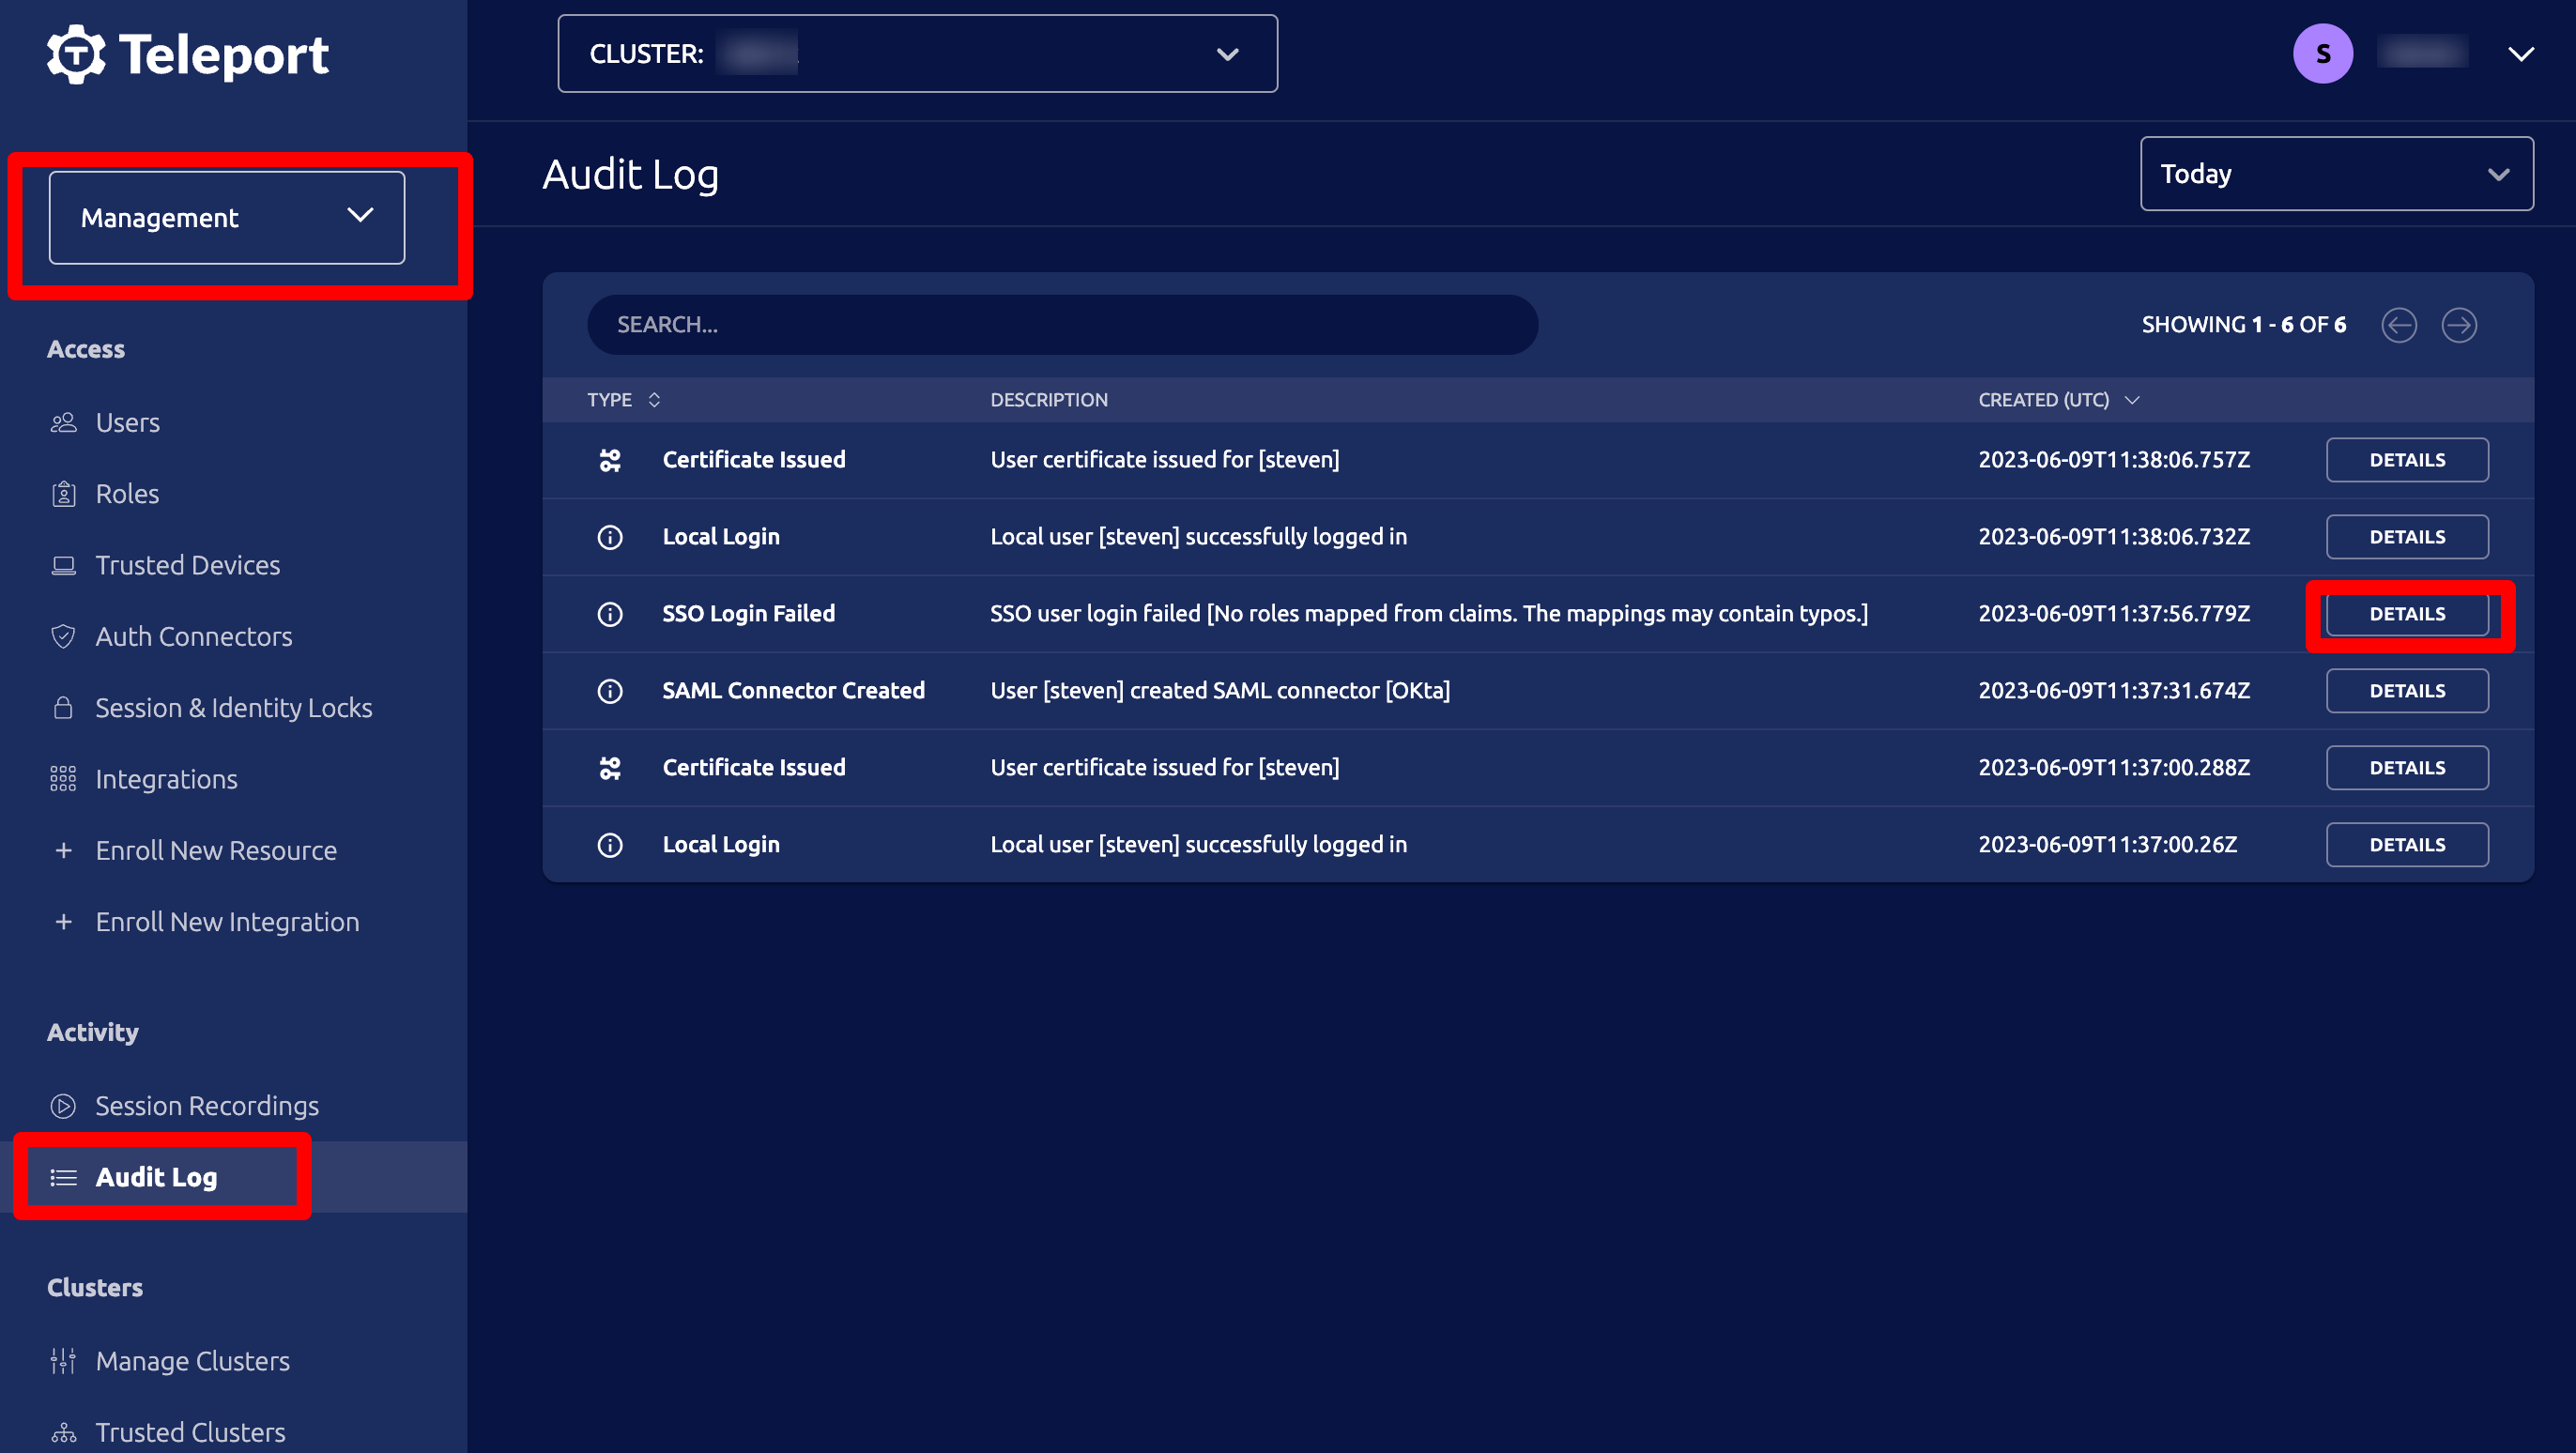 Teleport
CLUSTER:
S
Management
Audit Log
Today
SEARCH...
SHOWING 1 - 6 OF 6
TYPE DESCRIPTION CREATED (UTC)
Certificate Issued User certificate issued for [steven] 2023-06-09T11:38:06.757Z DETAILS
Local Login Local user [steven] successfully logged in 2023-06-09T11:38:06.732Z DETAILS
SSO Login Failed SSO user login failed [No roles mapped from claims. The mappings may contain typos.] 2023-06-09T11:37:56.779Z DETAILS
SAML Connector Created User [steven] created SAML connector [OKta] 2023-06-09T11:37:31.674Z DETAILS
Certificate Issued User certificate issued for [steven] 2023-06-09T11:37:00.288Z DETAILS
Local Login Local user [steven] successfully logged in 2023-06-09T11:37:00.26Z DETAILS
Access
Users
Roles
Trusted Devices
Auth Connectors
Session & Identity Locks
Integrations
+ Enroll New Resource
+ Enroll New Integration
Activity
Session Recordings
Audit Log
Clusters
Manage Clusters
Trusted Clusters